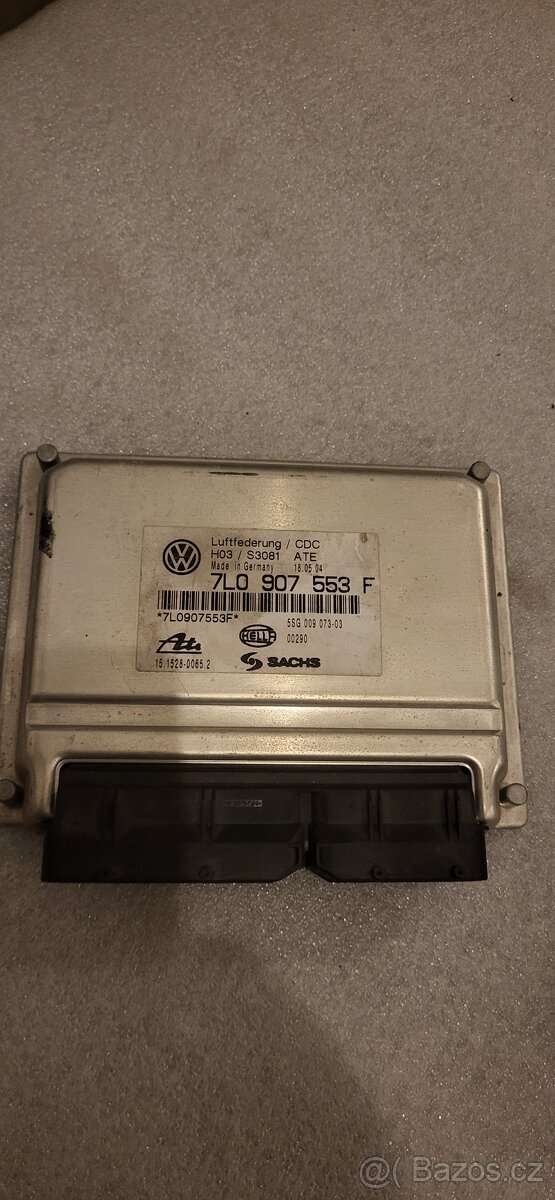 Luftfederung / CDC
H03 / S3081 ATE
Made in Germany 18.05.04
7L0 907 553 F
*7L0907553F*
5SG 009 073-03
HELLA
00290
Ate
15.1528-0065.2
SACHS
@ Bazoš.cz